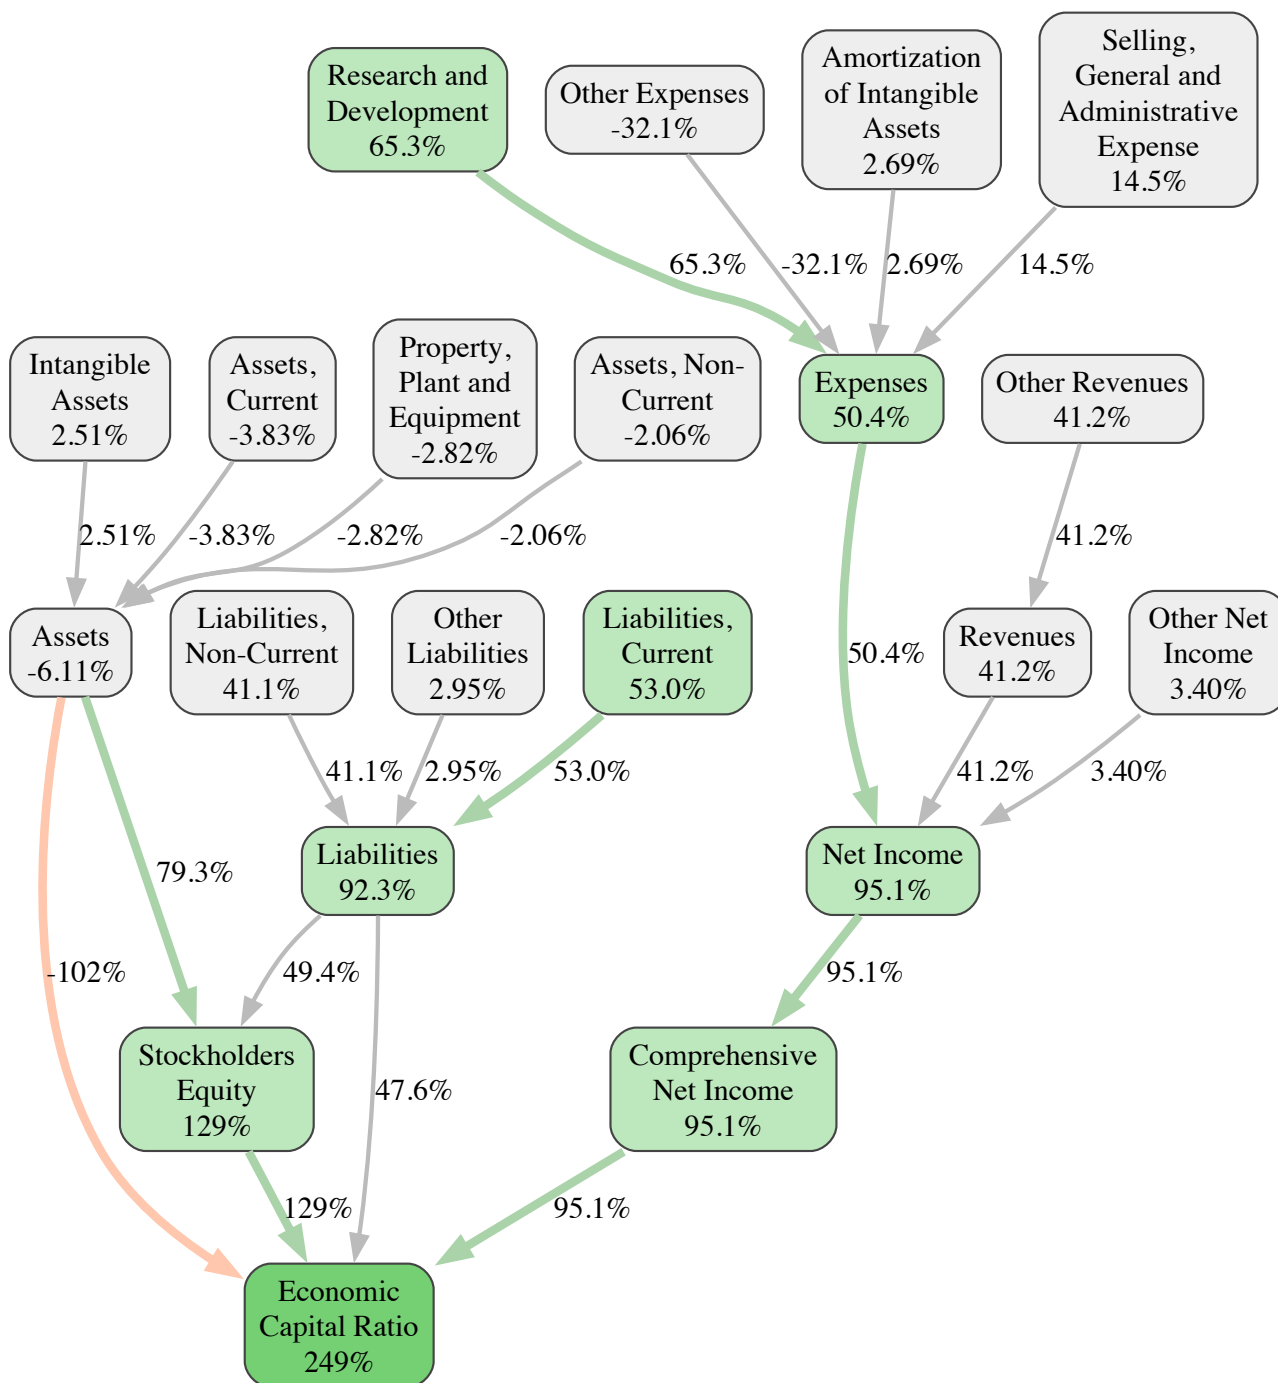 Research and
Development
65.3%
Other Expenses
-32.1%
Amortization
of Intangible
Assets
2.69%
Selling,
General and
Administrative
Expense
14.5%
65.3%
-32.1%
2.69%
14.5%
Intangible
Assets
2.51%
Assets,
Current
-3.83%
Property,
Plant and
Equipment
-2.82%
Assets, Non-
Current
-2.06%
Expenses
50.4%
Other Revenues
41.2%
2.51%
-3.83%
-2.82%
-2.06%
41.2%
Assets
-6.11%
Liabilities,
Non-Current
41.1%
Other
Liabilities
2.95%
Liabilities,
Current
53.0%
50.4%
Revenues
41.2%
Other Net
Income
3.40%
41.1%
2.95%
53.0%
41.2%
3.40%
79.3%
Liabilities
92.3%
Net Income
95.1%
-102%
49.4%
95.1%
Stockholders
Equity
129%
47.6%
Comprehensive
Net Income
95.1%
129%
95.1%
Economic
Capital Ratio
249%